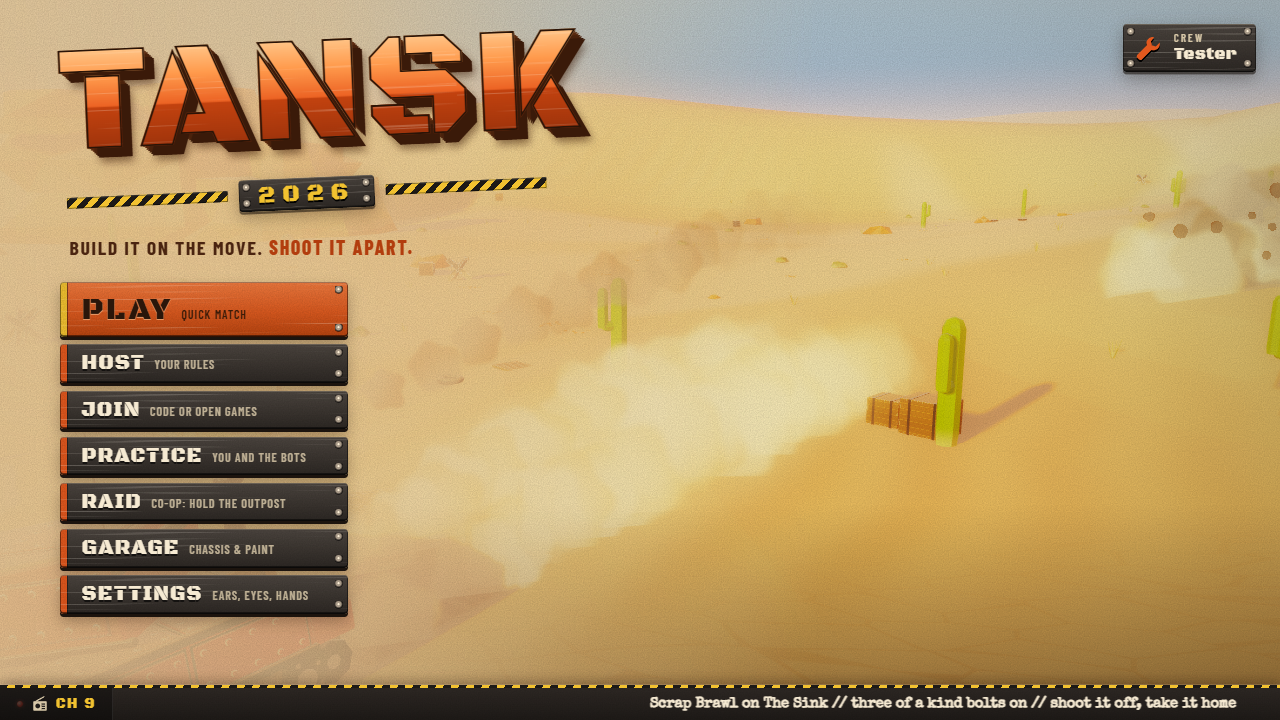 TANSK
2026
BUILD IT ON THE MOVE. SHOOT IT APART.
CREW
Tester
PLAY QUICK MATCH
HOST YOUR RULES
JOIN CODE OR OPEN GAMES
PRACTICE YOU AND THE BOTS
RAID CO-OP: HOLD THE OUTPOST
GARAGE CHASSIS & PAINT
SETTINGS EARS, EYES, HANDS
CH 9
Scrap Brawl on The Sink // three of a kind bolts on // shoot it off, take it home